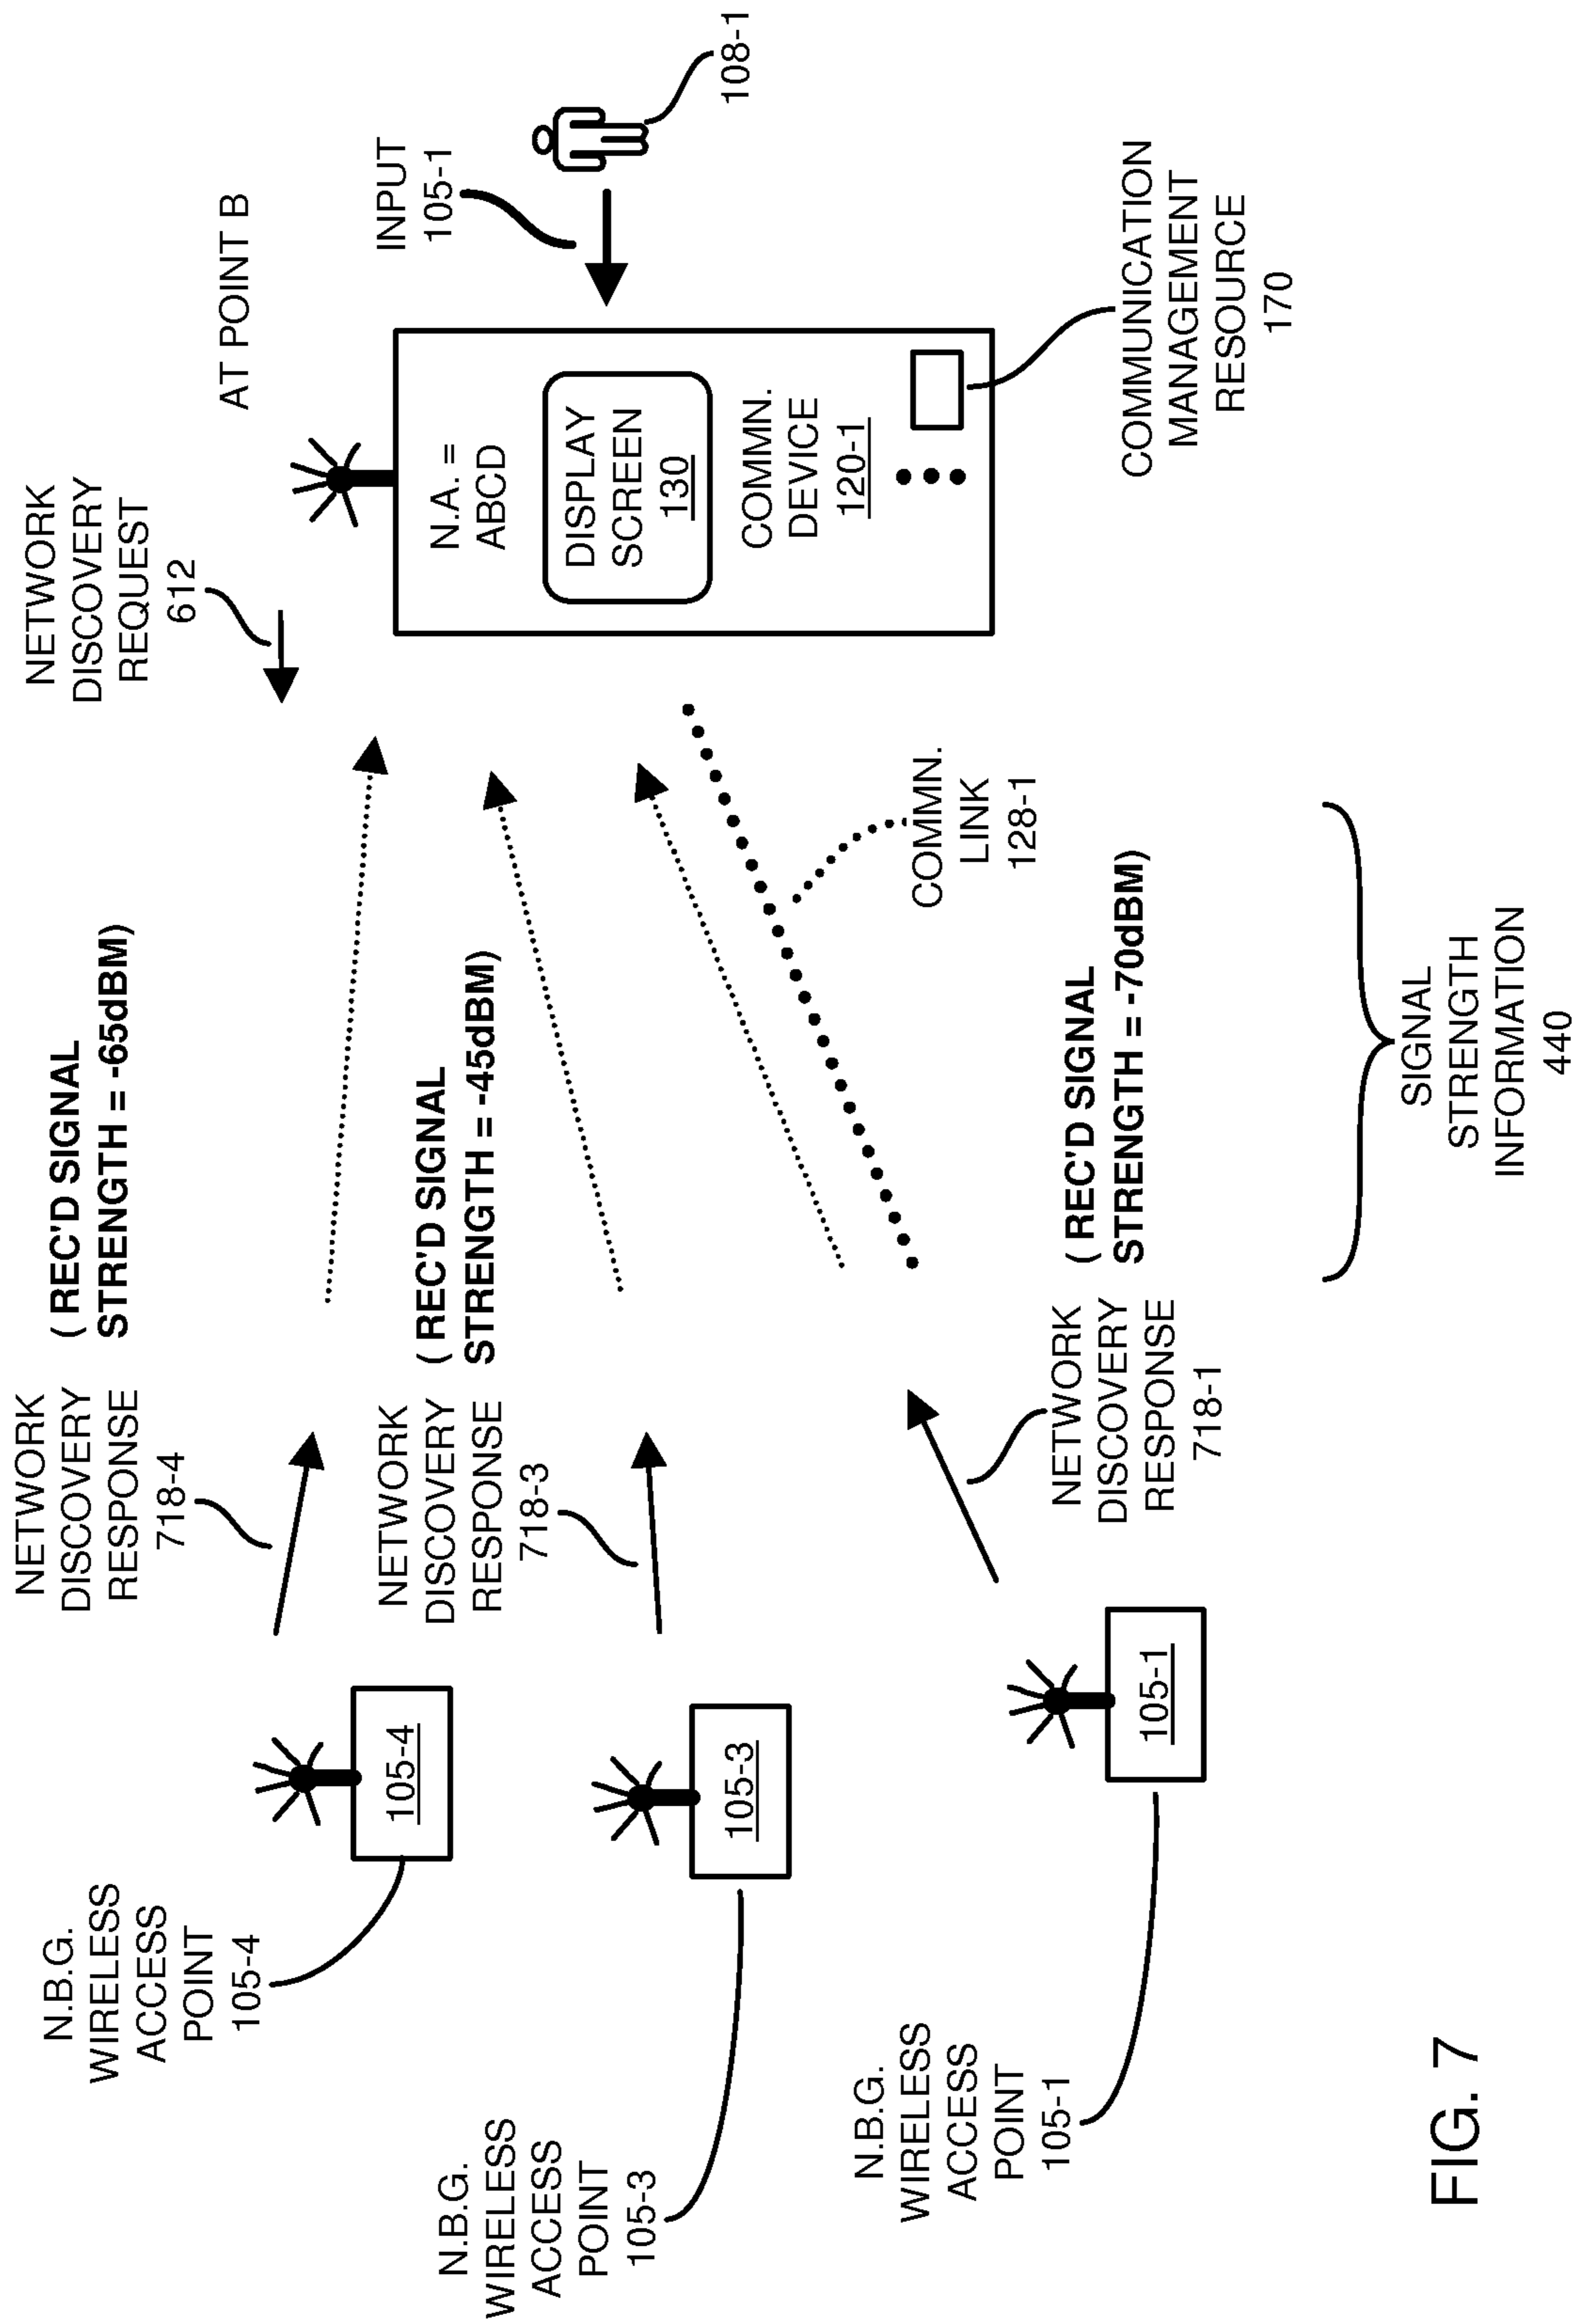 N.B.G.
WIRELESS
ACCESS
POINT
105-4
105-4
NETWORK
DISCOVERY
RESPONSE
718-4
(REC'D SIGNAL
STRENGTH = -65dBM)
NETWORK
DISCOVERY
REQUEST
612
AT POINT B
N.B.G.
WIRELESS
ACCESS
POINT
105-3
105-3
NETWORK
DISCOVERY
RESPONSE
718-3
(REC'D SIGNAL
STRENGTH = -45dBM)
N.A. =
ABCD
DISPLAY
SCREEN
130
COMMN.
DEVICE
120-1
INPUT
105-1
108-1
N.B.G.
WIRELESS
ACCESS
POINT
105-1
105-1
NETWORK
DISCOVERY
RESPONSE
718-1
(REC'D SIGNAL
STRENGTH = -70dBM)
COMMN.
LINK
128-1
COMMUNICATION
MANAGEMENT
RESOURCE
170
SIGNAL
STRENGTH
INFORMATION
440
FIG. 7